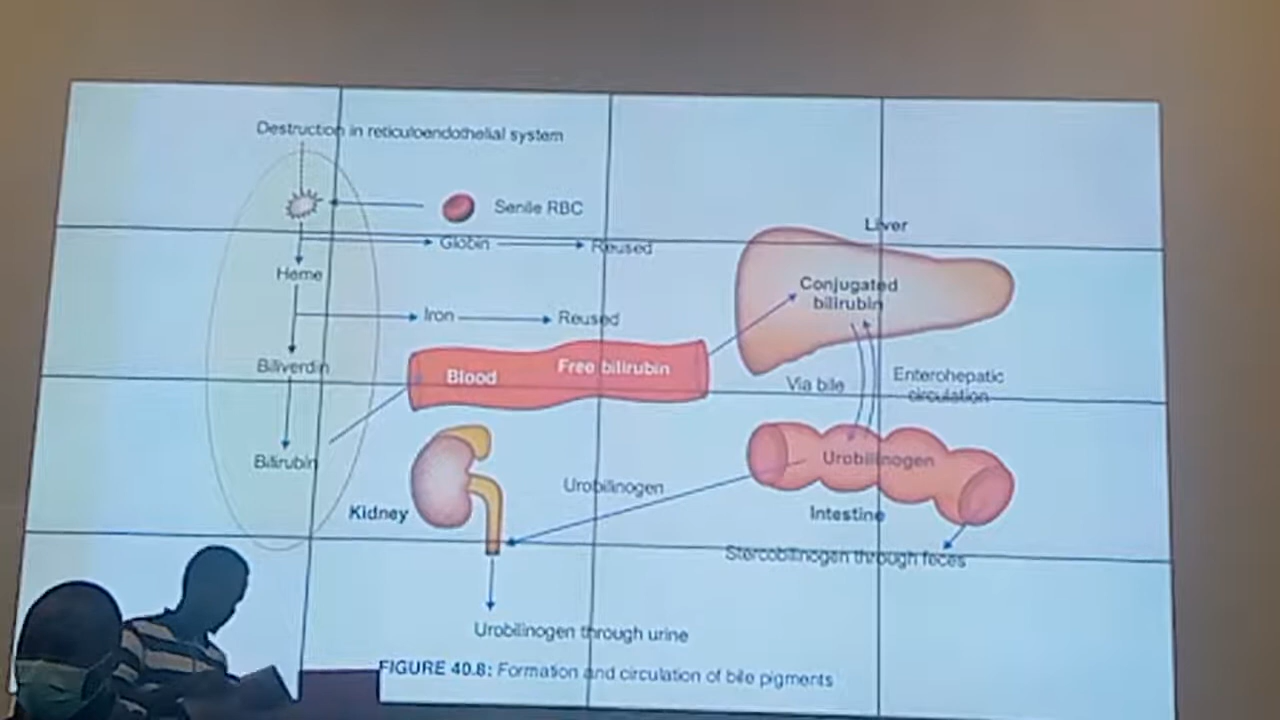 Destruction in reticuloendothelial system
Senile RBC
Globin
Reused
Liver
Heme
Conjugated
bilirubin
Iron
Reused
Biliverdin
Blood
Free bilirubin
Via bile
Enterohepatic
circulation
Bilirubin
Urobilinogen
Urobilinogen
Kidney
Intestine
Stercobilinogen through feces
Urobilinogen through urine
FIGURE 40.8: Formation and circulation of bile pigments